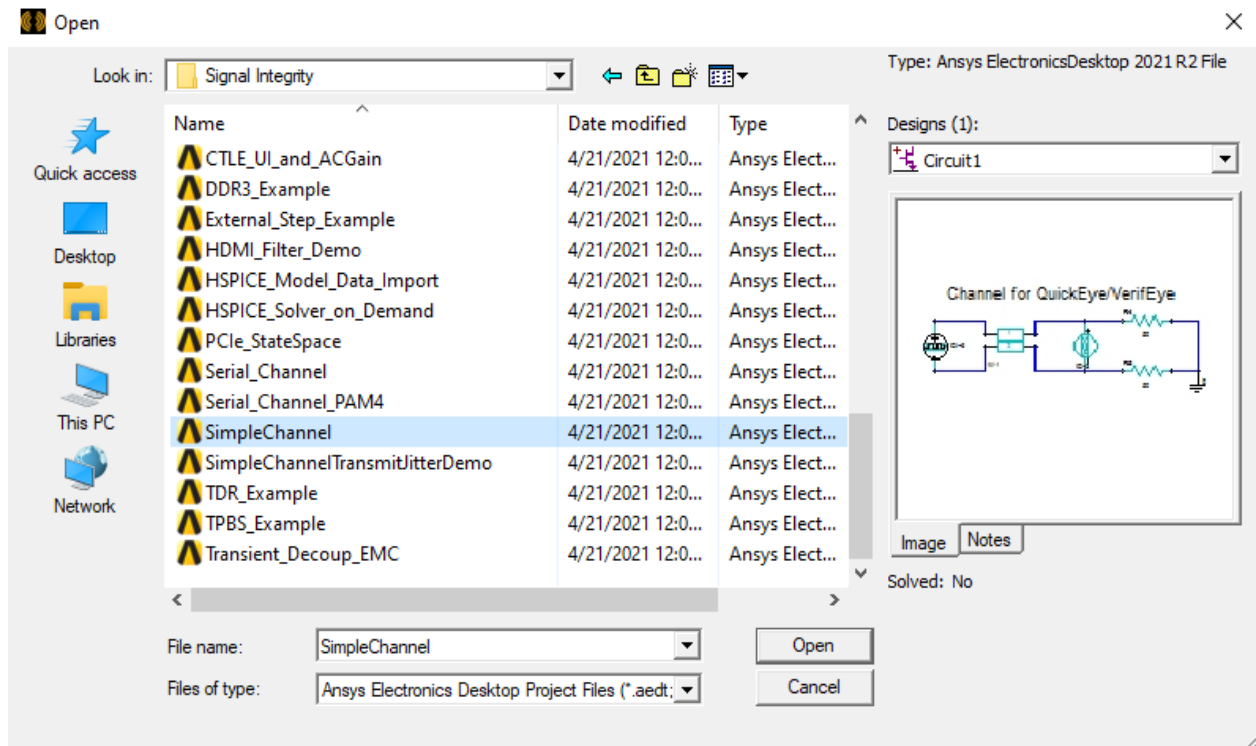 Open
Look in: Signal Integrity
Type: Ansys ElectronicsDesktop 2021 R2 File
Quick access
Desktop
Libraries
This PC
Network
Name Date modified Type
CTLE_UI_and_ACGain 4/21/2021 12:0... Ansys Elect...
DDR3_Example 4/21/2021 12:0... Ansys Elect...
External_Step_Example 4/21/2021 12:0... Ansys Elect...
HDMI_Filter_Demo 4/21/2021 12:0... Ansys Elect...
HSPICE_Model_Data_Import 4/21/2021 12:0... Ansys Elect...
HSPICE_Solver_on_Demand 4/21/2021 12:0... Ansys Elect...
PCIe_StateSpace 4/21/2021 12:0... Ansys Elect...
Serial_Channel 4/21/2021 12:0... Ansys Elect...
Serial_Channel_PAM4 4/21/2021 12:0... Ansys Elect...
SimpleChannel 4/21/2021 12:0... Ansys Elect...
SimpleChannelTransmitJitterDemo 4/21/2021 12:0... Ansys Elect...
TDR_Example 4/21/2021 12:0... Ansys Elect...
TPBS_Example 4/21/2021 12:0... Ansys Elect...
Transient_Decoup_EMC 4/21/2021 12:0... Ansys Elect...
Designs (1):
Circuit1
Channel for QuickEye/VerifEye
Image Notes
Solved: No
File name: SimpleChannel Open
Files of type: Ansys Electronics Desktop Project Files (*.aedt; Cancel